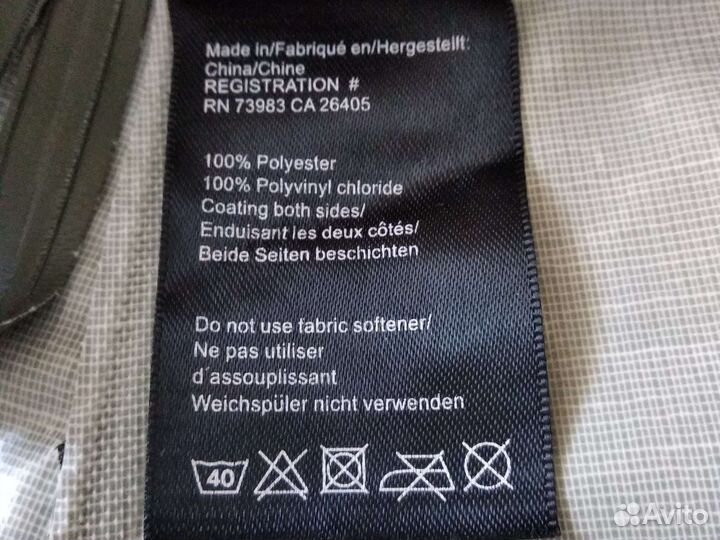 Made in/Fabriqué en/Hergestellt:
China/Chine
REGISTRATION #
RN 73983 CA 26405
100% Polyester
100% Polyvinyl chloride
Coating both sides/
Enduisant les deux côtés/
Beide Seiten beschichten
Do not use fabric softener/
Ne pas utiliser
d´assouplissant
Weichspüler nicht verwenden
40
Avito